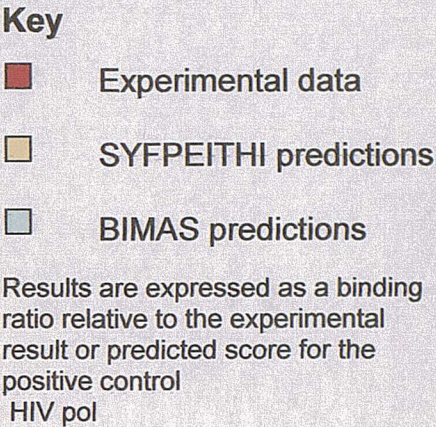 Key
Experimental data
SYFPEITHI predictions
BIMAS predictions
Results are expressed as a binding
ratio relative to the experimental
result or predicted score for the
positive control
HIV pol